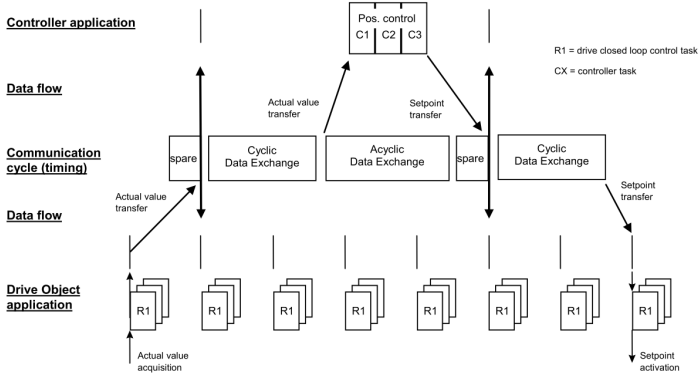 Controller application
Pos. control
C1 C2 C3
R1 = drive closed loop control task
CX = controller task
Data flow
Actual value
transfer
Setpoint
transfer
Communication
cycle (timing)
spare
Cyclic
Data Exchange
Acyclic
Data Exchange
spare
Cyclic
Data Exchange
Actual value
transfer
Setpoint
transfer
Data flow
Drive Object
application
R1 R1 R1 R1 R1 R1 R1 R1
Actual value
acquisition
Setpoint
activation